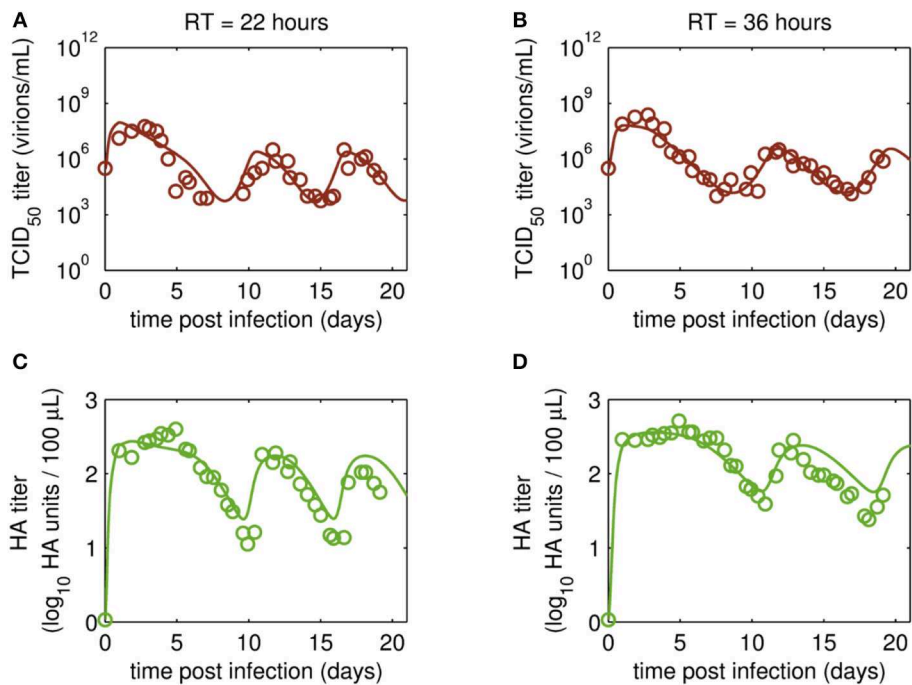 A
RT = 22 hours
TCID50 titer (virions/mL)
10^12
10^9
10^6
10^3
10^0
0 5 10 15 20
time post infection (days)
B
RT = 36 hours
TCID50 titer (virions/mL)
10^12
10^9
10^6
10^3
10^0
0 5 10 15 20
time post infection (days)
C
HA titer
(log10 HA units / 100 µL)
3
2
1
0
0 5 10 15 20
time post infection (days)
D
HA titer
(log10 HA units / 100 µL)
3
2
1
0
0 5 10 15 20
time post infection (days)